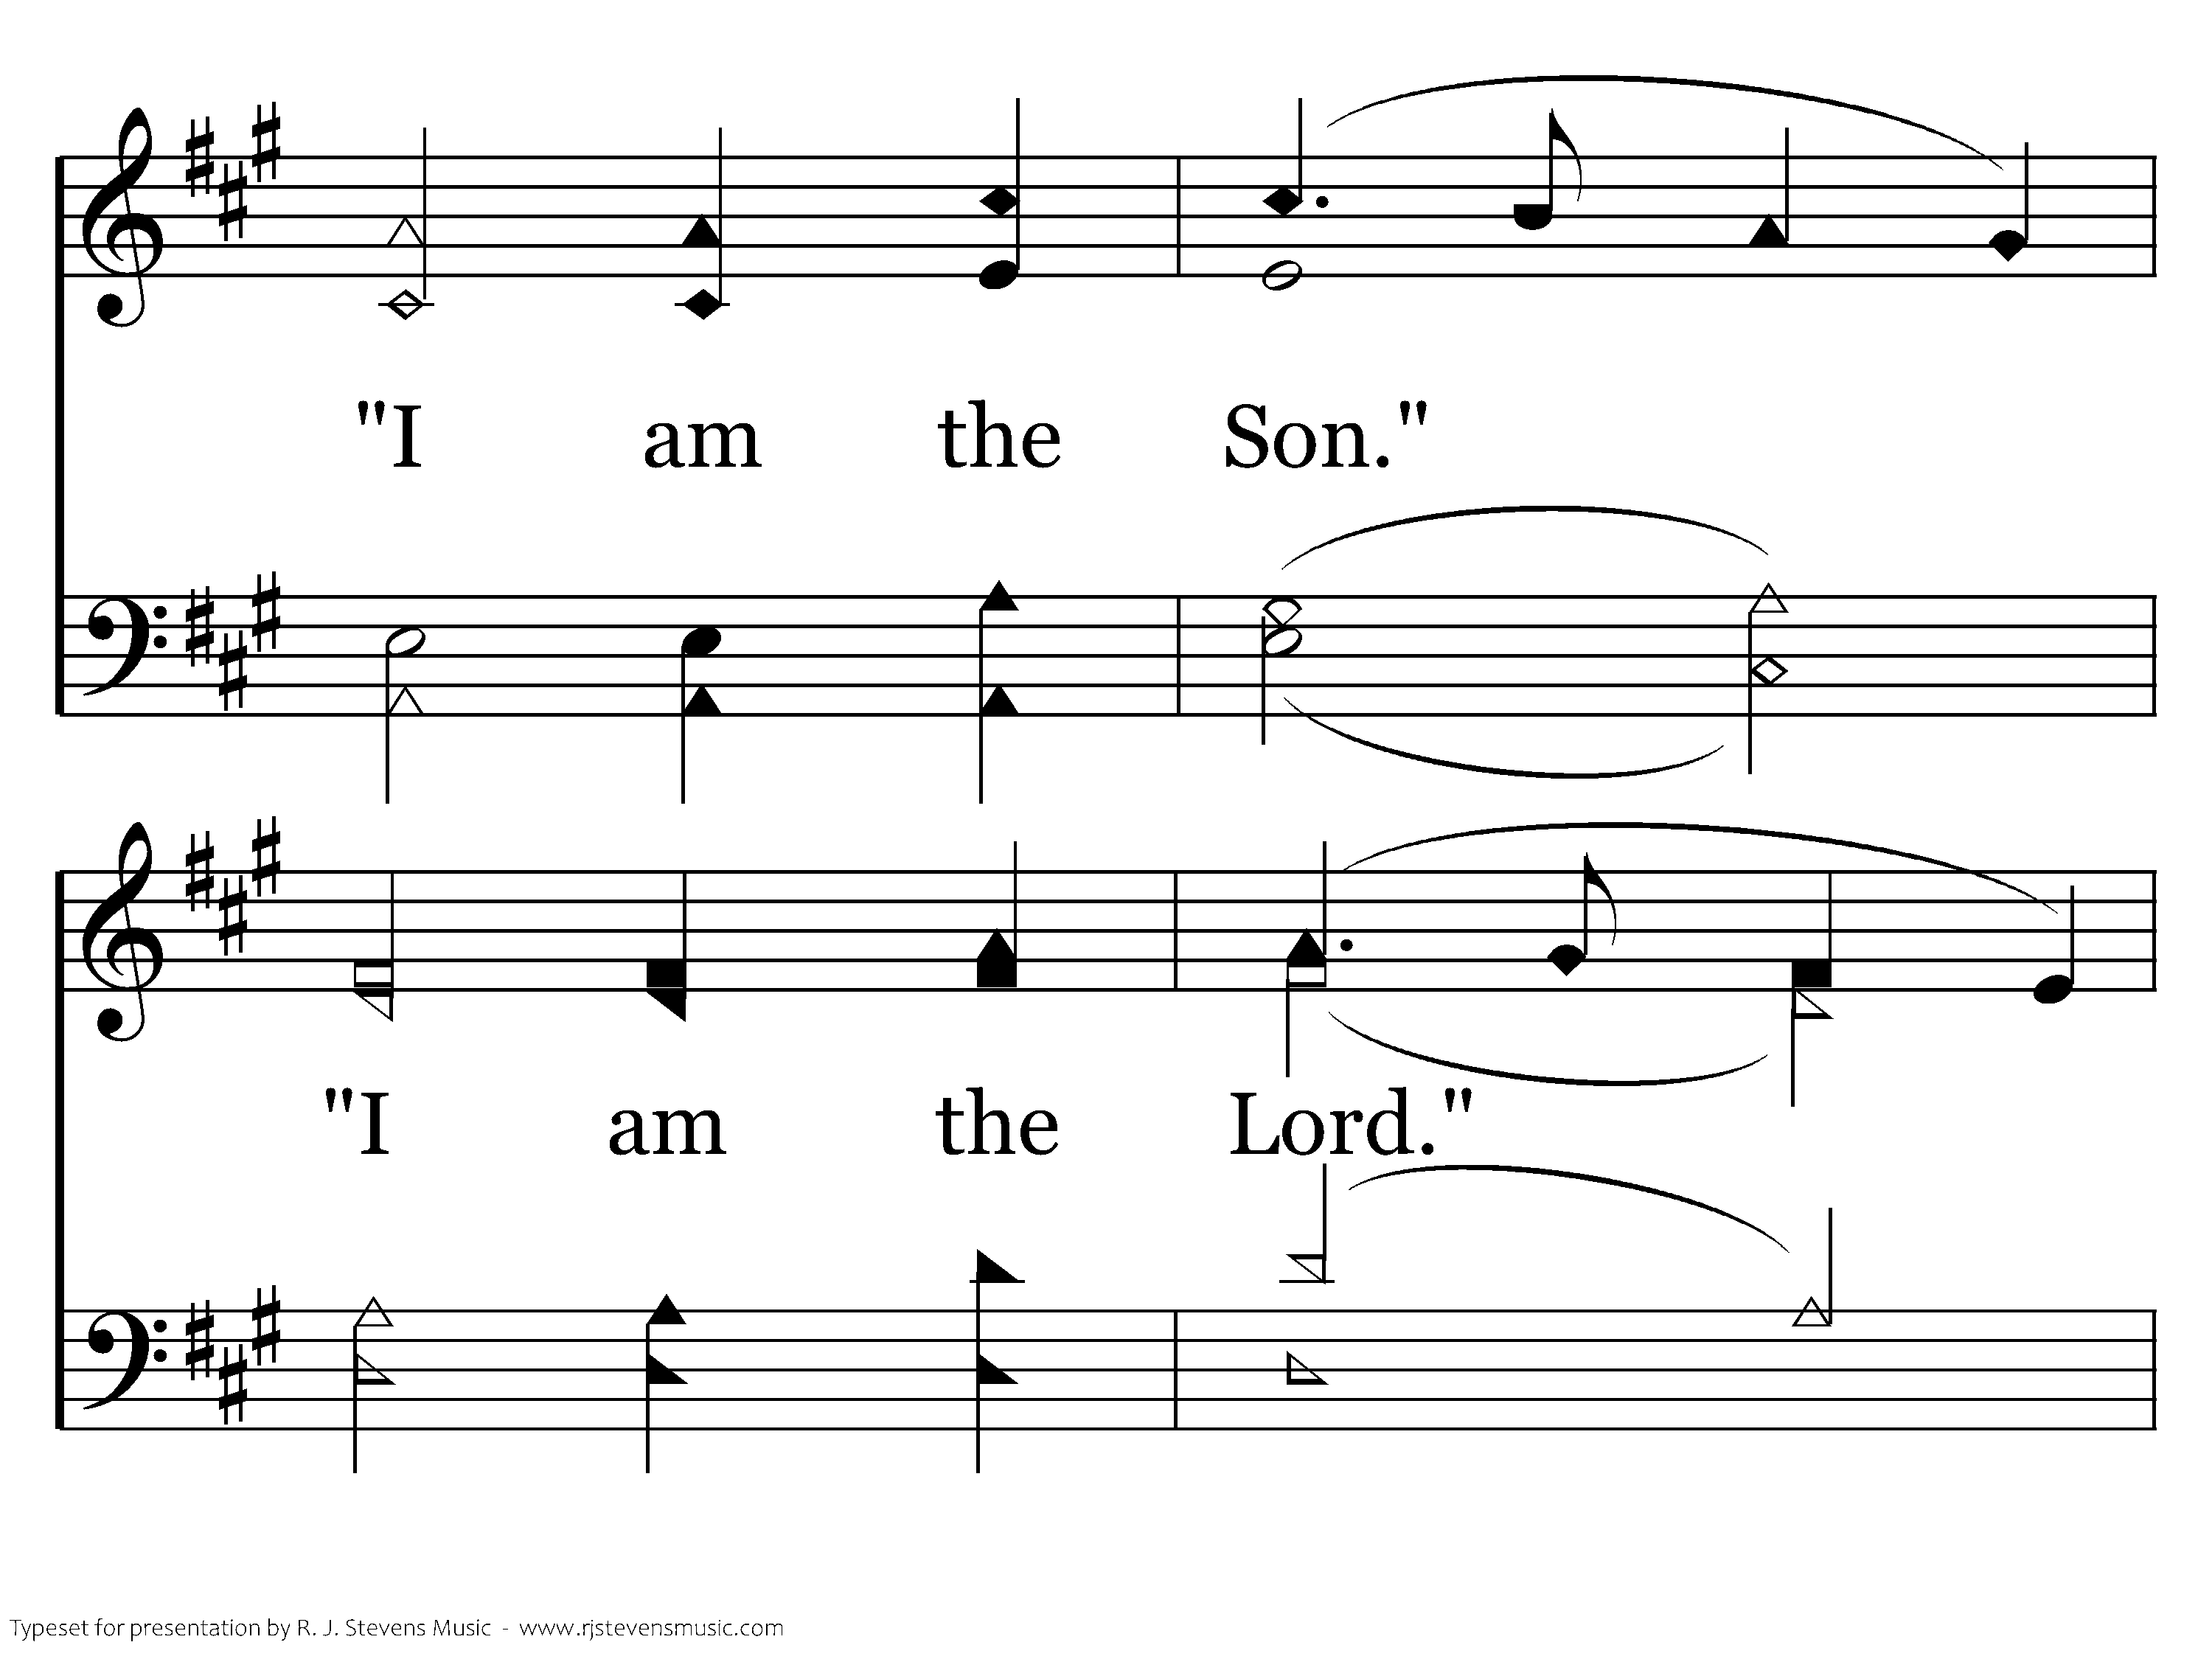 "I am the Son."
"I am the Lord."
Typeset for presentation by R. J. Stevens Music - www.rjstevensmusic.com